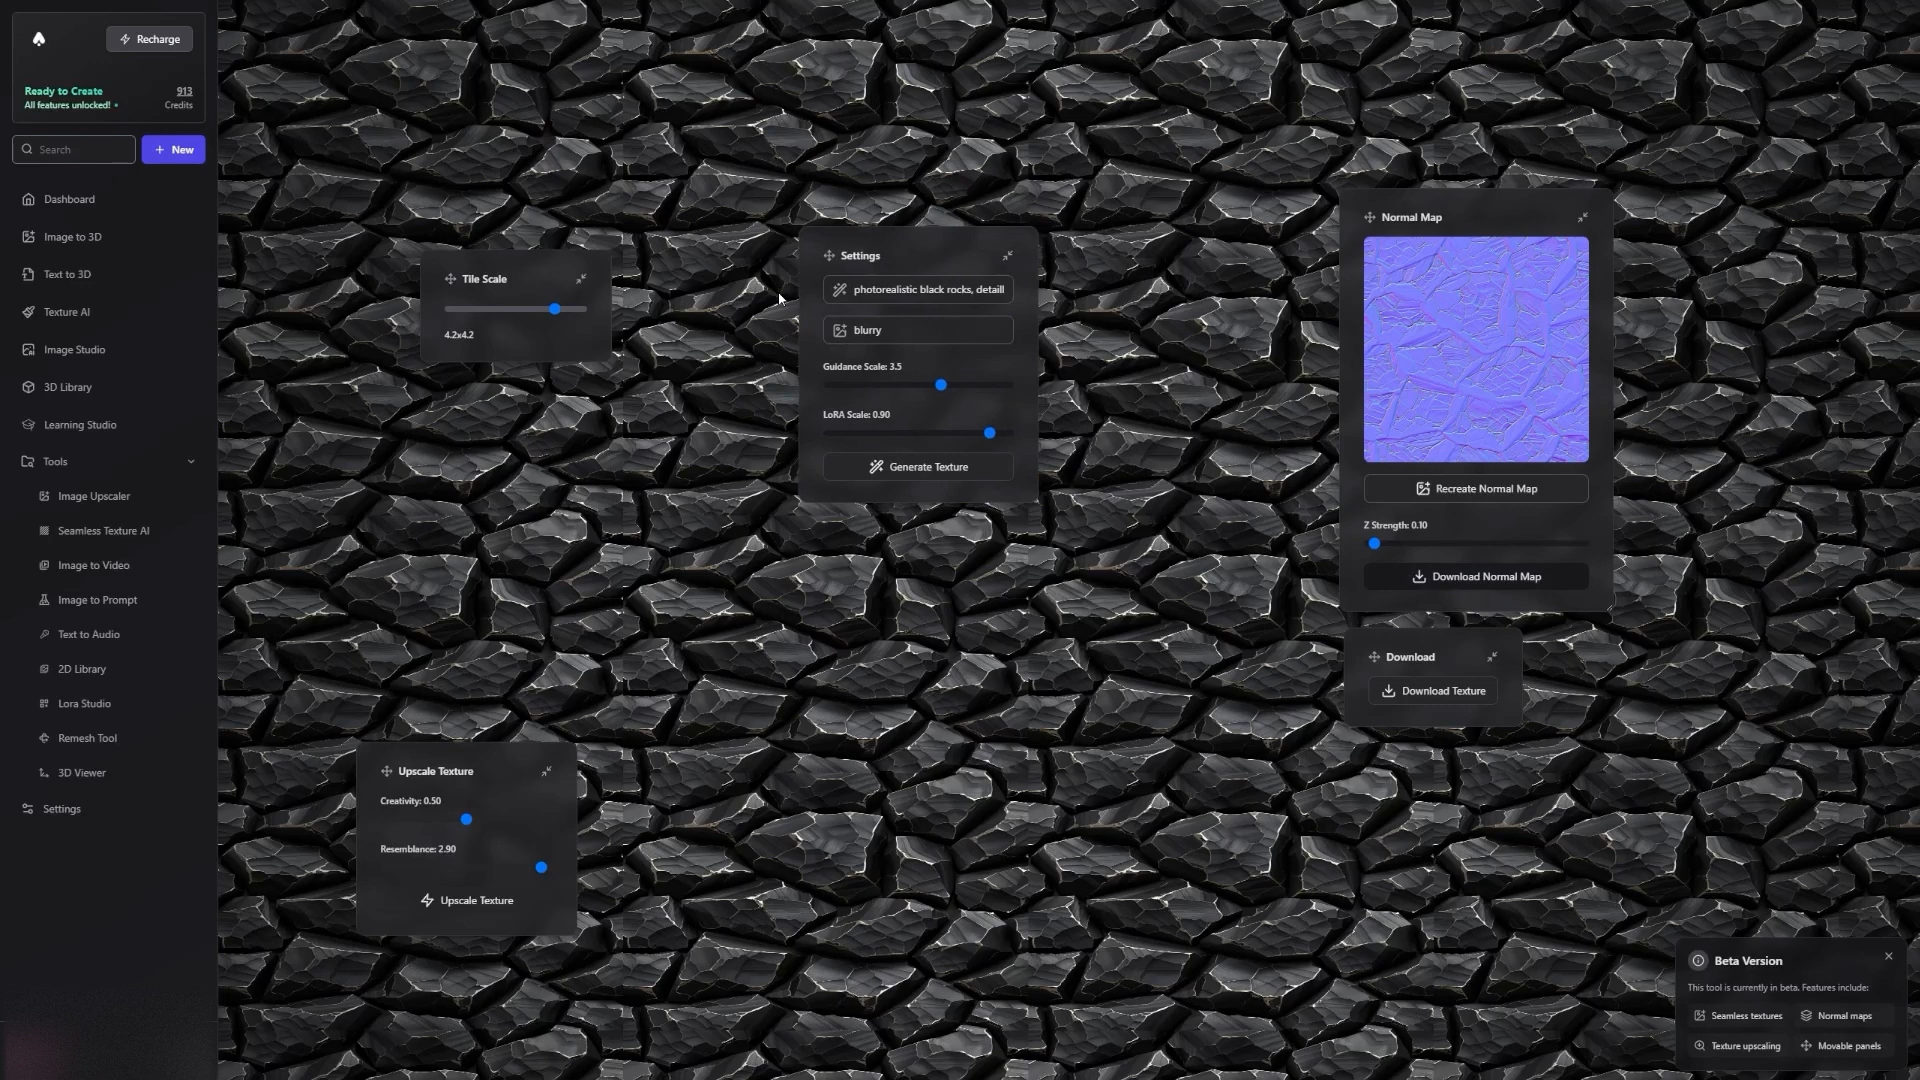 Recharge
Ready to Create
913
All features unlocked!
Credits
Search
New
Dashboard
Image to 3D
Text to 3D
Texture AI
Image Studio
3D Library
Learning Studio
Tools
Image Upscaler
Seamless Texture AI
Image to Video
Image to Prompt
Text to Audio
2D Library
Lora Studio
Remesh Tool
3D Viewer
Settings
Tile Scale
4.2x4.2
Settings
photorealistic black rocks, detaill
blurry
Guidance Scale: 3.5
LoRA Scale: 0.90
Generate Texture
Normal Map
Recreate Normal Map
Z Strength: 0.10
Download Normal Map
Download
Download Texture
Upscale Texture
Creativity: 0.50
Resemblance: 2.90
Upscale Texture
Beta Version
This tool is currently in beta. Features include:
Seamless textures
Normal maps
Texture upscaling
Movable panels